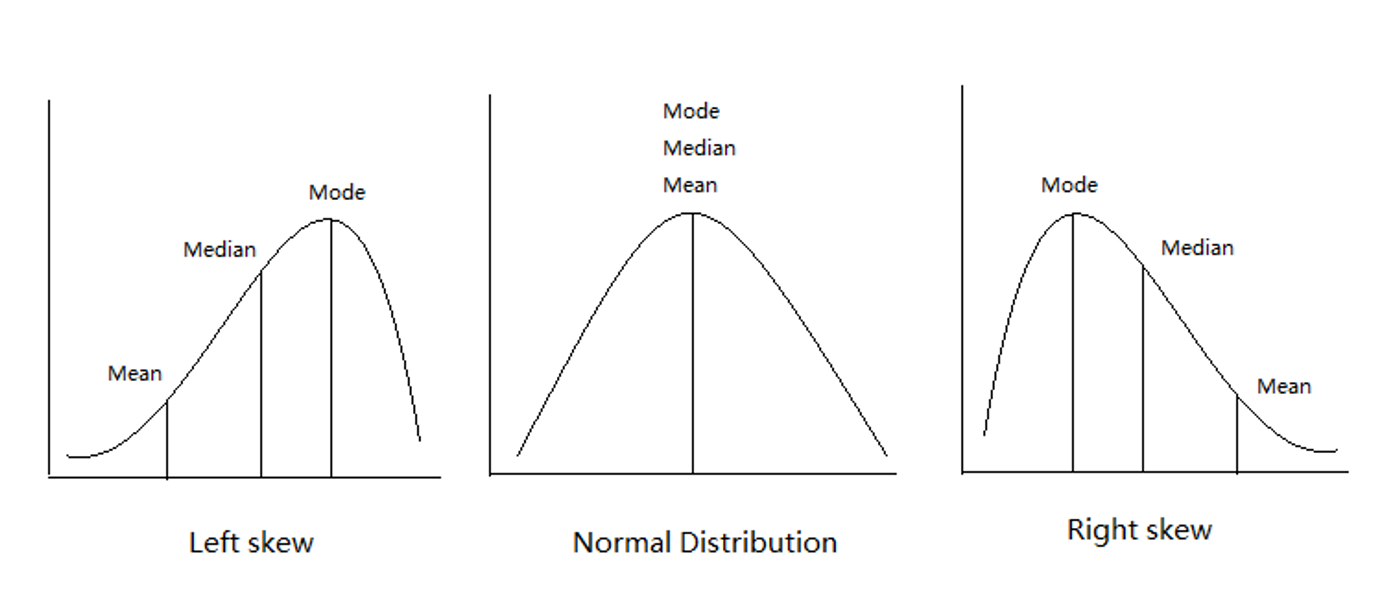 Mode
Median
Mean
Left skew
Mode
Median
Mean
Normal Distribution
Mode
Median
Mean
Right skew